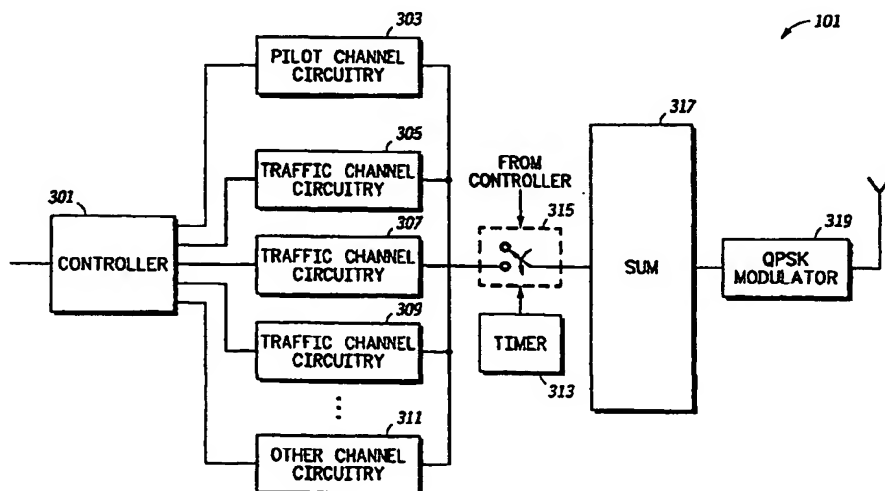 303
PILOT CHANNEL
CIRCUITRY
101
305
TRAFFIC CHANNEL
CIRCUITRY
317
SUM
301
CONTROLLER
307
TRAFFIC CHANNEL
CIRCUITRY
FROM
CONTROLLER
315
319
QPSK
MODULATOR
309
TRAFFIC CHANNEL
CIRCUITRY
TIMER
313
311
OTHER CHANNEL
CIRCUITRY